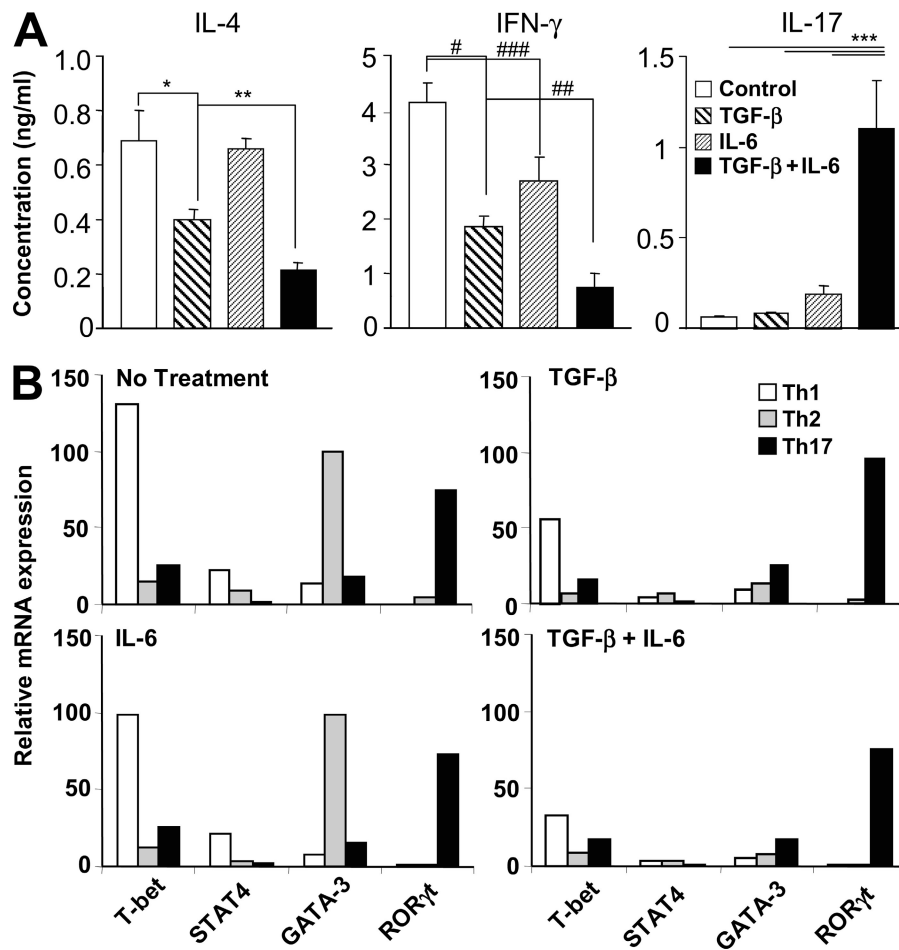 A
IL-4
IFN-γ
IL-17
Concentration (ng/ml)
1.0
0.8
0.6
0.4
0.2
0
*
**
5
4
3
2
1
0
#
###
##
1.5
1
0.5
0
***
Control
TGF-β
IL-6
TGF-β + IL-6
B
Relative mRNA expression
No Treatment
150
100
50
0
TGF-β
150
100
50
0
Th1
Th2
Th17
IL-6
150
100
50
0
T-bet
STAT4
GATA-3
RORγt
TGF-β + IL-6
150
100
50
0
T-bet
STAT4
GATA-3
RORγt